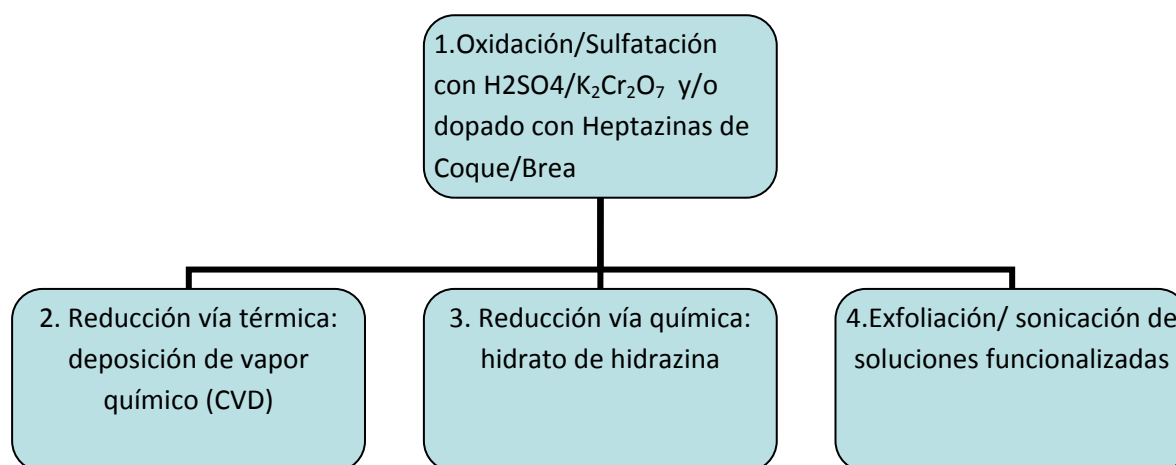 1.Oxidación/Sulfatación
con H2SO4/K₂Cr₂O₇ y/o
dopado con Heptazinas de
Coque/Brea
2. Reducción vía térmica:
deposición de vapor
químico (CVD)
3. Reducción vía química:
hidrato de hidrazina
4.Exfoliación/ sonicación de
soluciones funcionalizadas